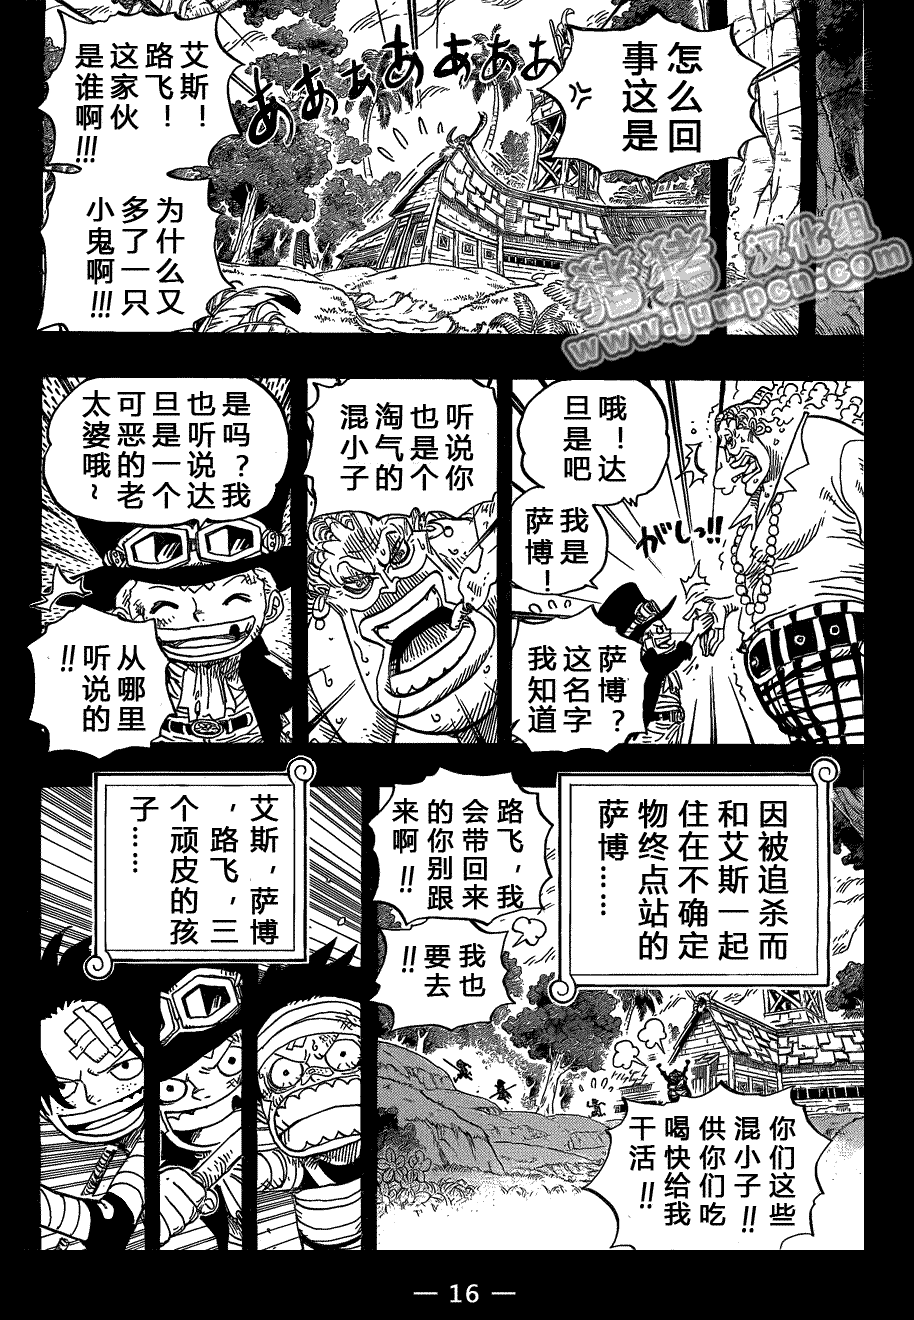 怎么回
事这是
あああああああ
艾斯！
路飞！
这家伙
是谁啊!!!
为什么又
多了一只
小鬼啊!!!
猪猪汉化组
www.jumpcn.com
哦！达
旦是吧
我是
萨博！
がしっ!!
萨博？
这名字
我知道
听说你
也是个
淘气的
混小子
是吗？我
也听说达
旦是一个
可恶的老
太婆哦~
从哪里
听说的
!!
因被追杀而
和艾斯一起
住在不确定
物终点站的
萨博……
路飞，我
会带回来
的你别跟
来啊!!
我也
要去
!!
你们这些
混小子!!
供你们吃
喝快给我
干活!!
艾斯，萨博
，路飞，三
个顽皮的孩
子……
— 16 —